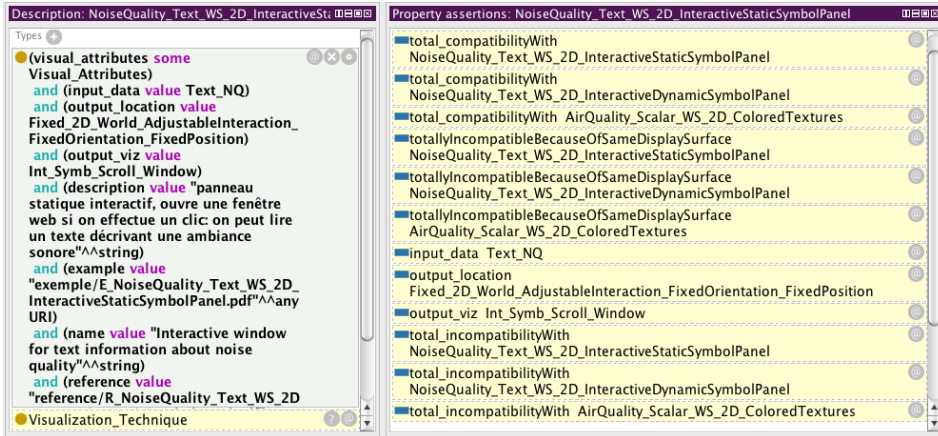 Description: NoiseQuality_Text_WS_2D_InteractiveSta
Types
(visual_attributes some
Visual_Attributes)
and (input_data value Text_NQ)
and (output_location value
Fixed_2D_World_AdjustableInteraction_
FixedOrientation_FixedPosition)
and (output_viz value
Int_Symb_Scroll_Window)
and (description value "panneau
statique interactif, ouvre une fenêtre
web si on effectue un clic: on peut lire
un texte décrivant une ambiance
sonore"^^string)
and (example value
"exemple/E_NoiseQuality_Text_WS_2D_
InteractiveStaticSymbolPanel.pdf"^^any
URI)
and (name value "Interactive window
for text information about noise
quality"^^string)
and (reference value
"reference/R_NoiseQuality_Text_WS_2D
Visualization_Technique
Property assertions: NoiseQuality_Text_WS_2D_InteractiveStaticSymbolPanel
total_compatibilityWith
NoiseQuality_Text_WS_2D_InteractiveStaticSymbolPanel
total_compatibilityWith
NoiseQuality_Text_WS_2D_InteractiveDynamicSymbolPanel
total_compatibilityWith AirQuality_Scalar_WS_2D_ColoredTextures
totallyIncompatibleBecauseOfSameDisplaySurface
NoiseQuality_Text_WS_2D_InteractiveStaticSymbolPanel
totallyIncompatibleBecauseOfSameDisplaySurface
NoiseQuality_Text_WS_2D_InteractiveDynamicSymbolPanel
totallyIncompatibleBecauseOfSameDisplaySurface
AirQuality_Scalar_WS_2D_ColoredTextures
input_data Text_NQ
output_location
Fixed_2D_World_AdjustableInteraction_FixedOrientation_FixedPosition
output_viz Int_Symb_Scroll_Window
total_incompatibilityWith
NoiseQuality_Text_WS_2D_InteractiveStaticSymbolPanel
total_incompatibilityWith
NoiseQuality_Text_WS_2D_InteractiveDynamicSymbolPanel
total_incompatibilityWith AirQuality_Scalar_WS_2D_ColoredTextures